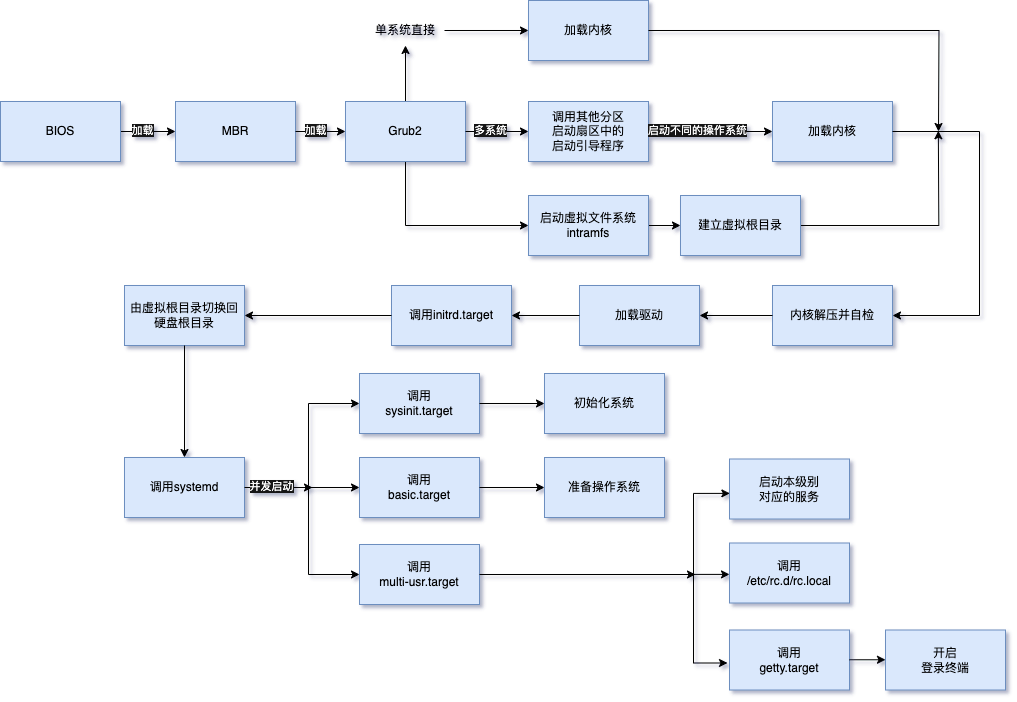 单系统直接
加载内核
BIOS
加载
MBR
加载
Grub2
多系统
调用其他分区
启动扇区中的
启动引导程序
启动不同的操作系统
加载内核
启动虚拟文件系统
intramfs
建立虚拟根目录
由虚拟根目录切换回
硬盘根目录
调用initrd.target
加载驱动
内核解压并自检
调用
sysinit.target
初始化系统
调用systemd
并发启动
调用
basic.target
准备操作系统
启动本级别
对应的服务
调用
multi-usr.target
调用
/etc/rc.d/rc.local
调用
getty.target
开启
登录终端